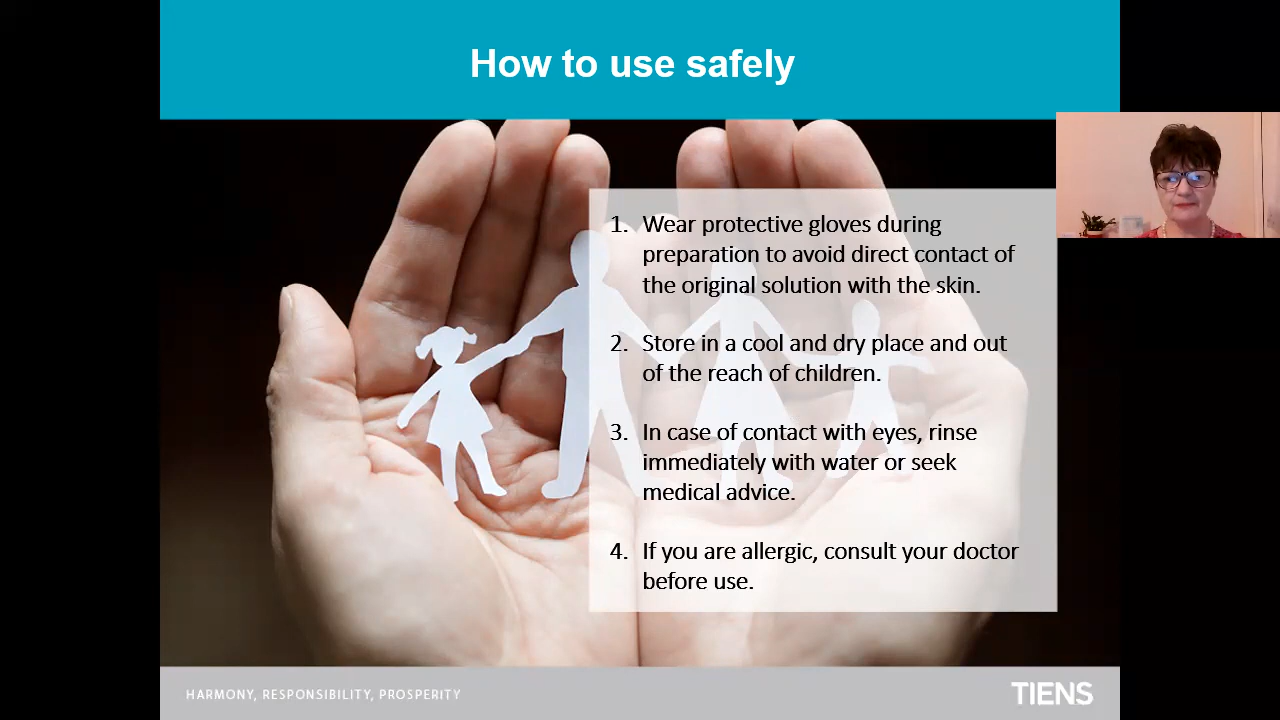 How to use safely
1. Wear protective gloves during
preparation to avoid direct contact of
the original solution with the skin.
2. Store in a cool and dry place and out
of the reach of children.
3. In case of contact with eyes, rinse
immediately with water or seek
medical advice.
4. If you are allergic, consult your doctor
before use.
HARMONY, RESPONSIBILITY, PROSPERITY
TIENS